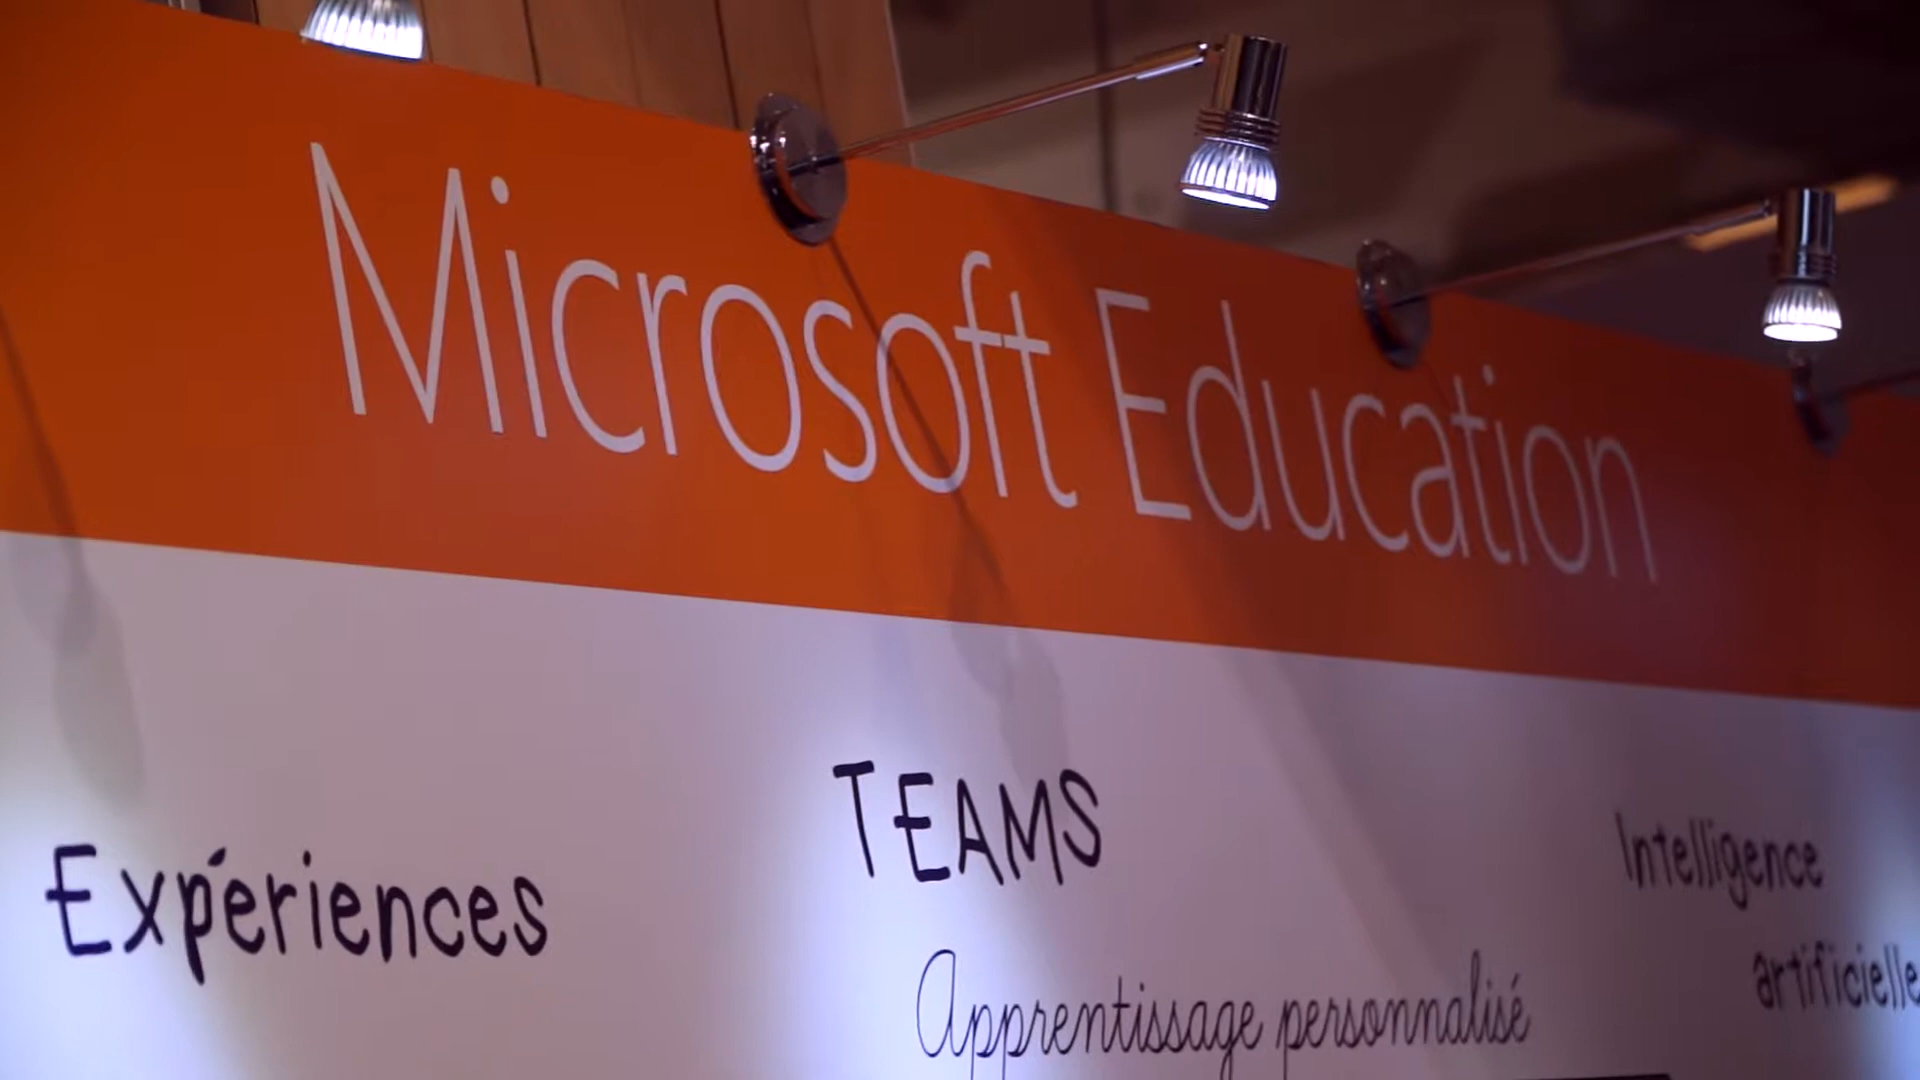 Microsoft Education
Expériences
TEAMS
Apprentissage personnalisé
Intelligence
artificielle